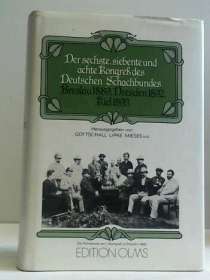 Der sechste, siebente und
achte Kongreß des
Deutschen Schachbundes
Breslau 1889, Dresden 1892
Kiel 1893
Herausgegeben von
GOTTSCHALL LIPKE MIESES u.a.
EDITION OLMS